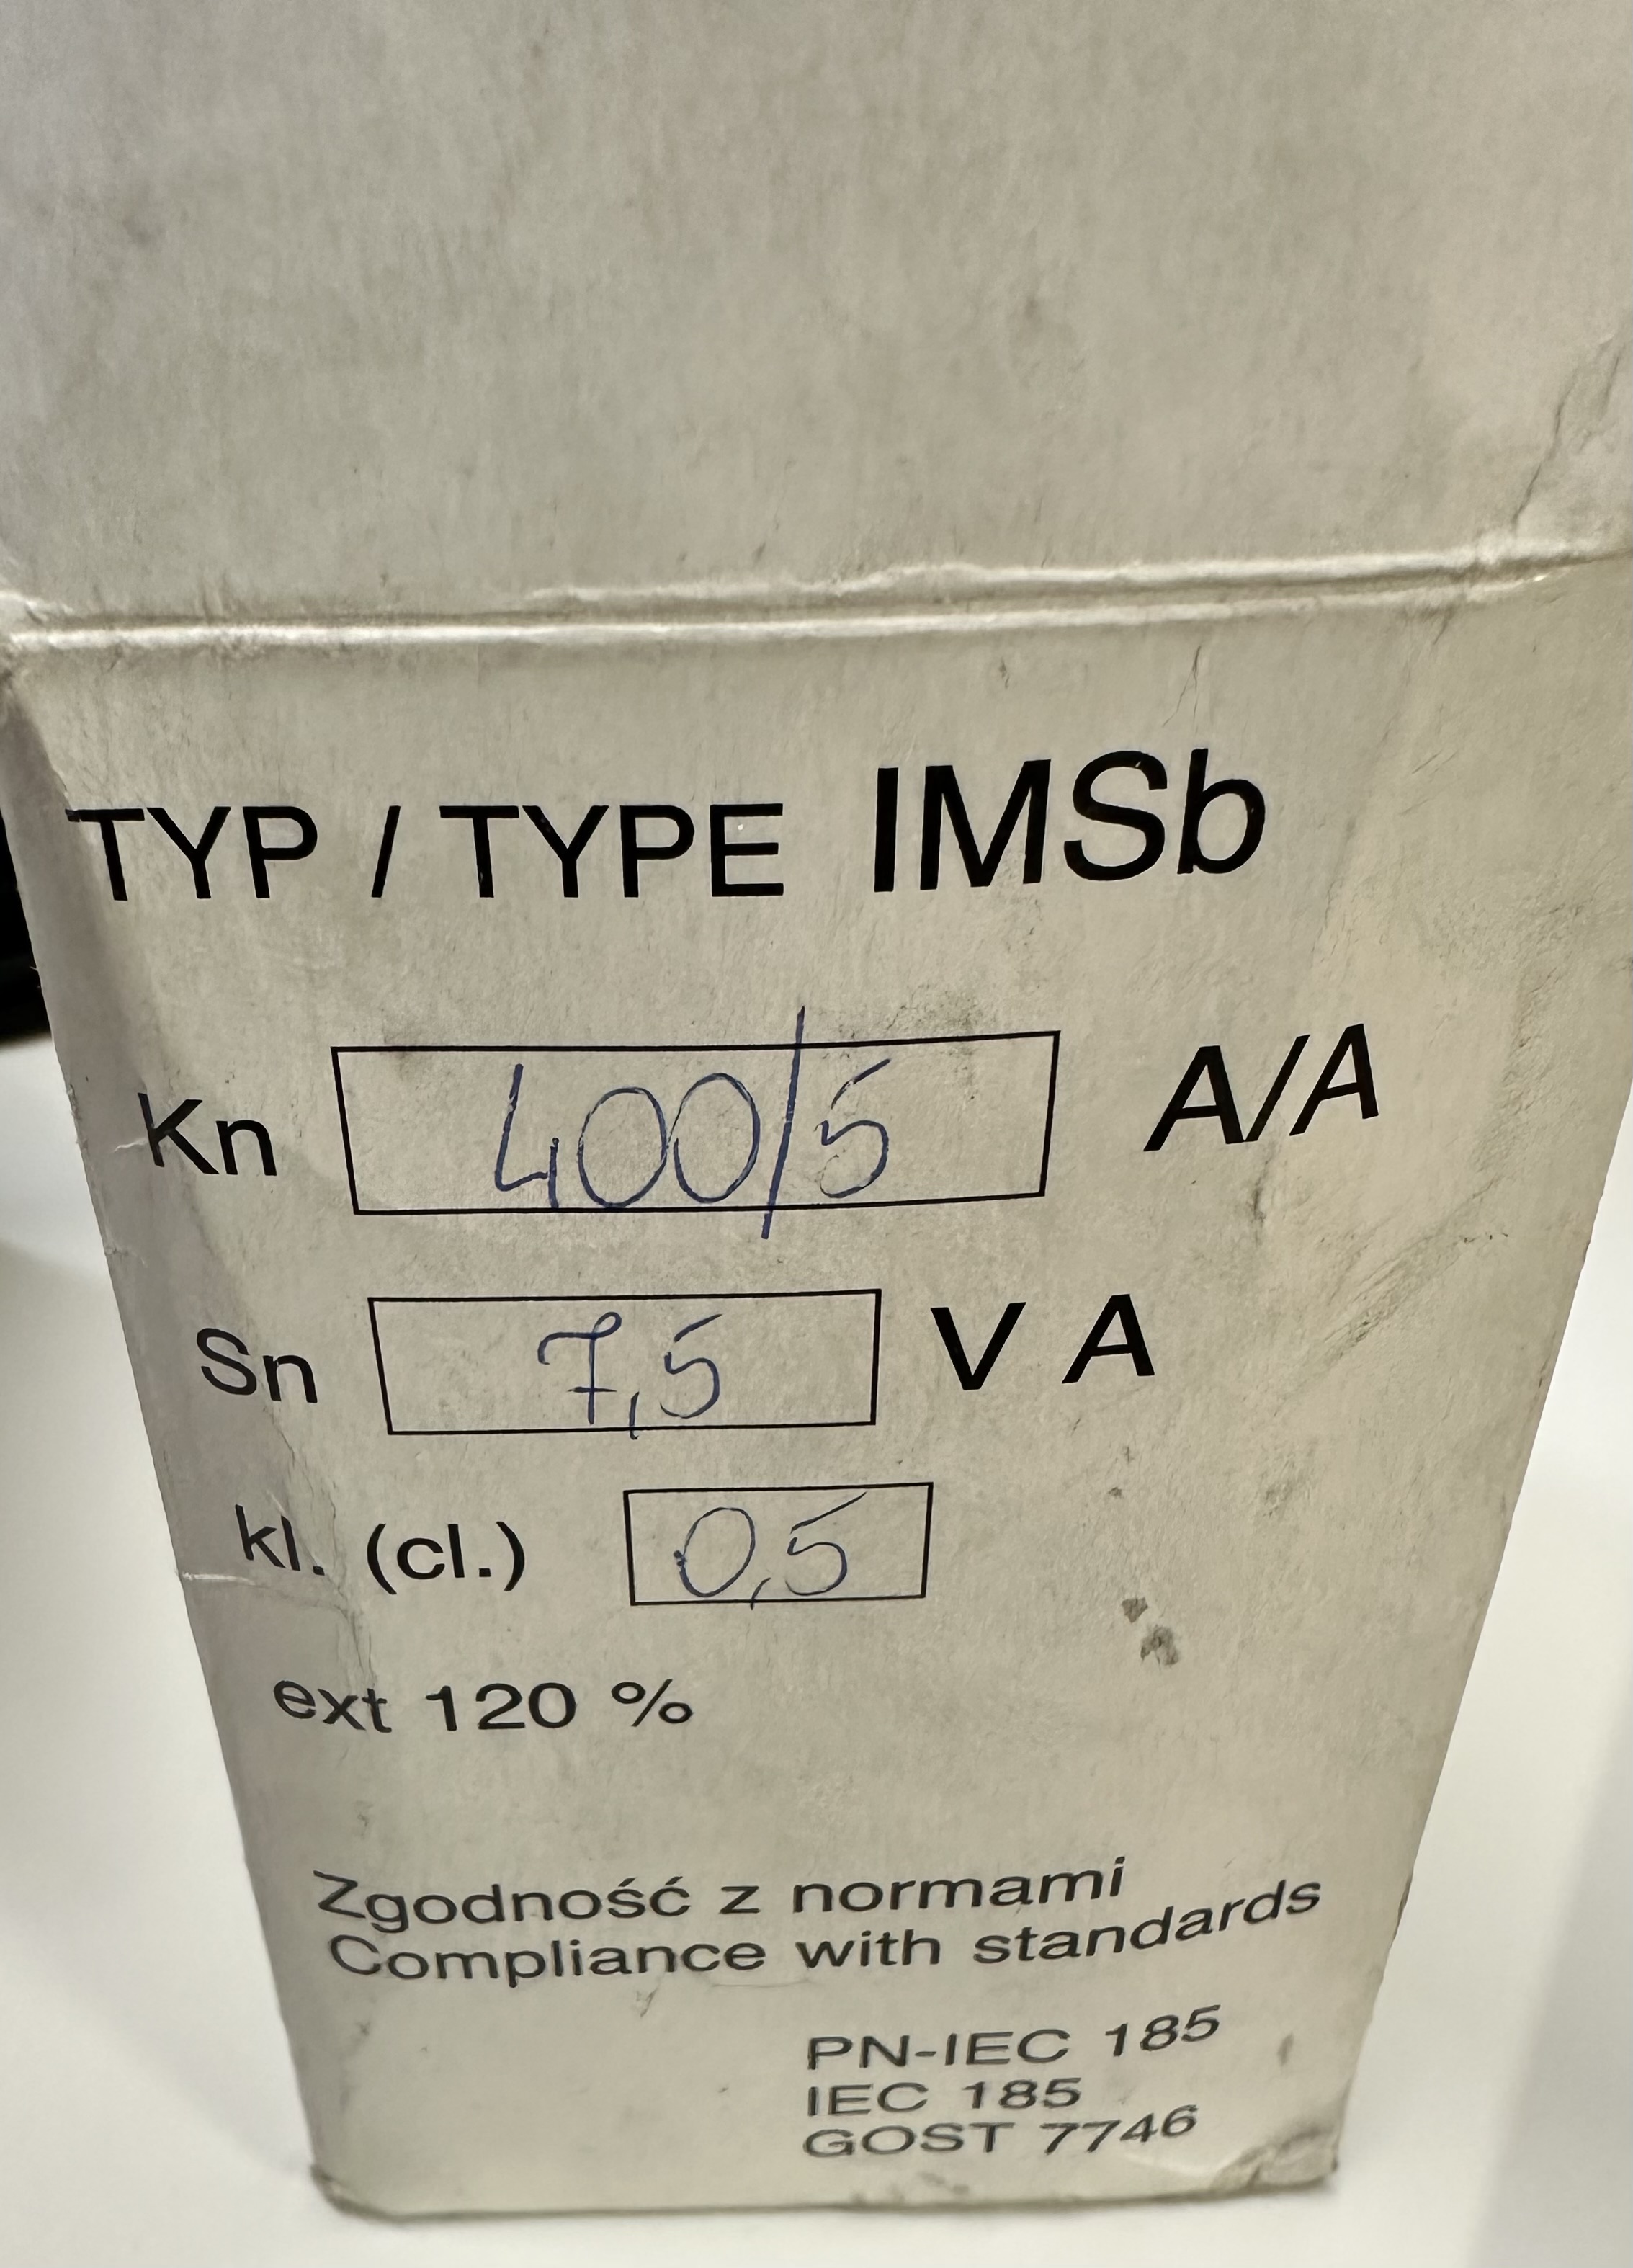 TYP / TYPE IMSb
Kn 400/5 A/A
Sn 7,5 V A
kl. (cl.) 0,5
ext 120 %
Zgodność z normami
Compliance with standards
PN-IEC 185
IEC 185
GOST 7746